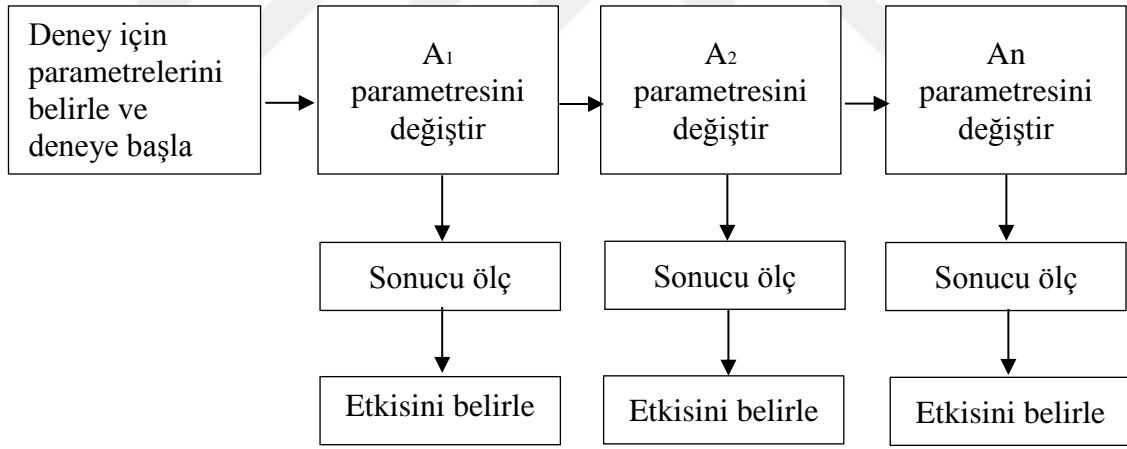 Deney için
parametrelerini
belirle ve
deneye başla
A₁
parametresini
değiştir
A₂
parametresini
değiştir
An
parametresini
değiştir
Sonucu ölç
Sonucu ölç
Sonucu ölç
Etkisini belirle
Etkisini belirle
Etkisini belirle